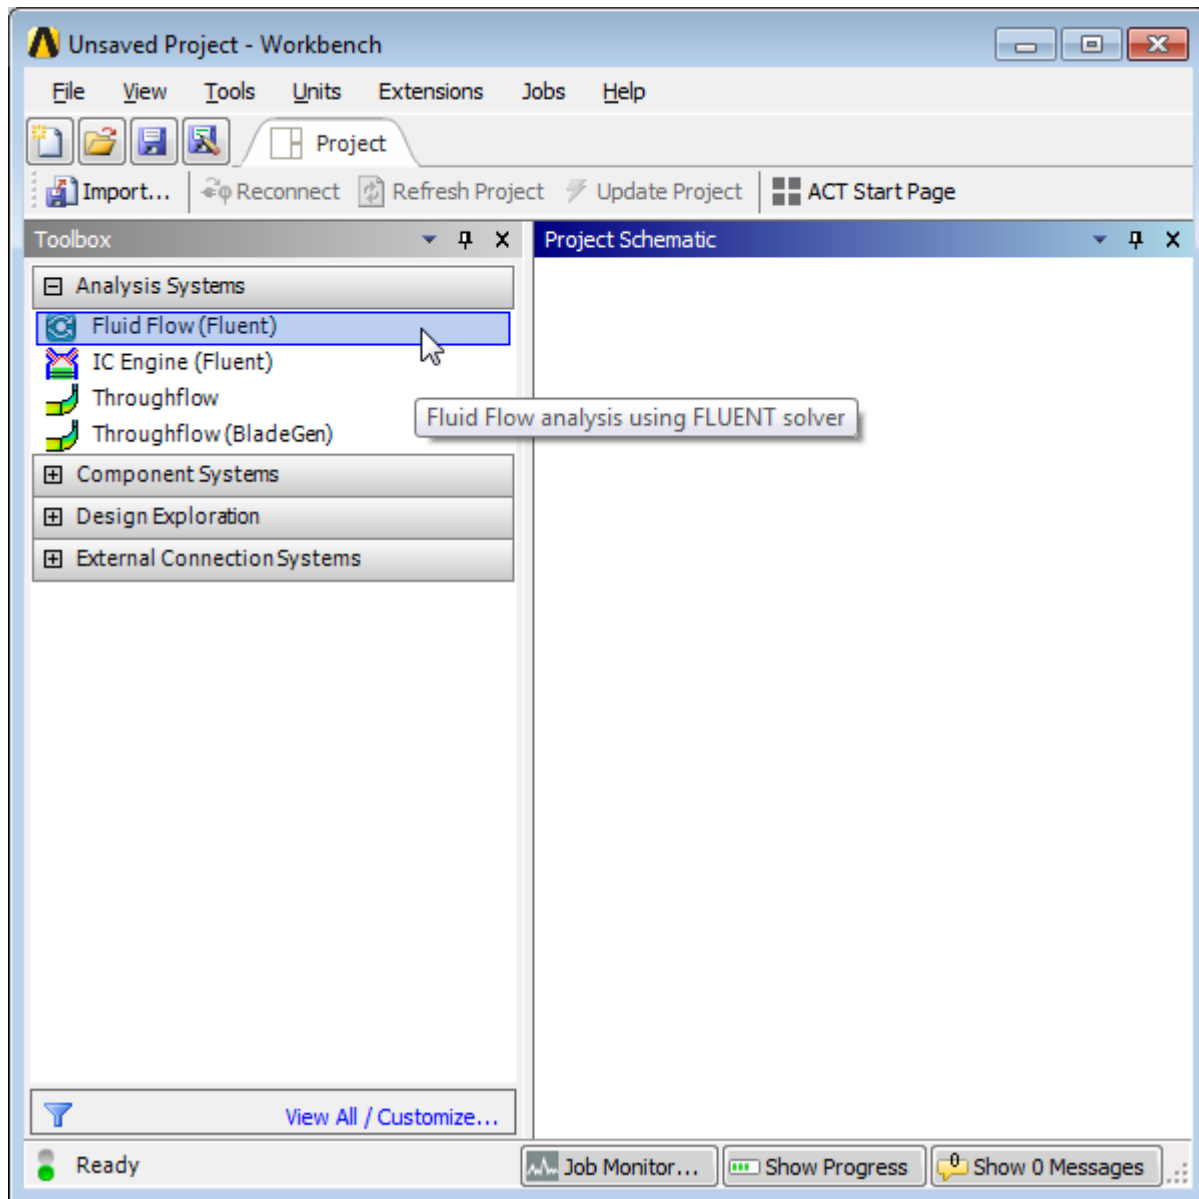 Unsaved Project - Workbench
File View Tools Units Extensions Jobs Help
Project
Import... Reconnect Refresh Project Update Project ACT Start Page
Toolbox
Project Schematic
Analysis Systems
Fluid Flow (Fluent)
IC Engine (Fluent)
Throughflow
Fluid Flow analysis using FLUENT solver
Throughflow (BladeGen)
Component Systems
Design Exploration
External Connection Systems
View All / Customize...
Ready
Job Monitor... Show Progress 0 Show 0 Messages